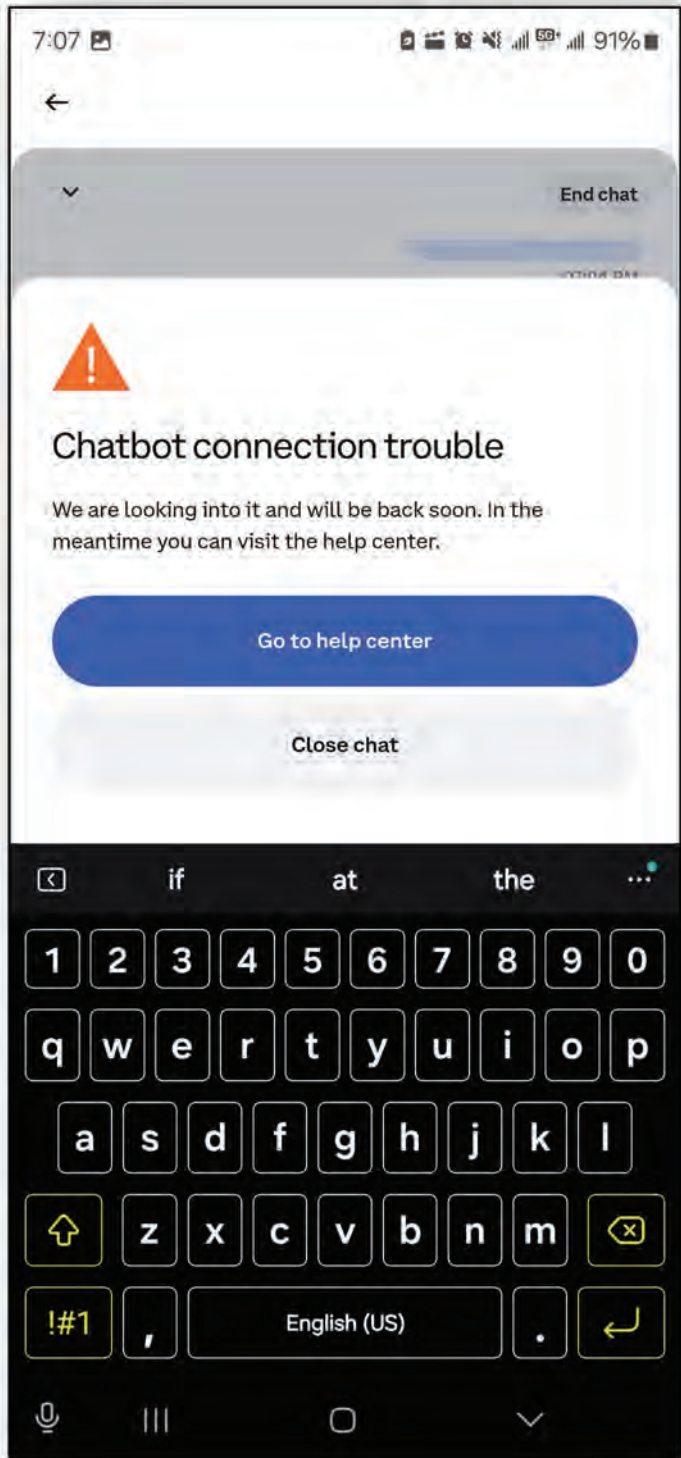 7:07 5G+ 91%
End chat
Chatbot connection trouble
We are looking into it and will be back soon. In the
meantime you can visit the help center.
Go to help center
Close chat
if at the ...
1 2 3 4 5 6 7 8 9 0
q w e r t y u i o p
a s d f g h j k l
z x c v b n m
!#1 , English (US) .